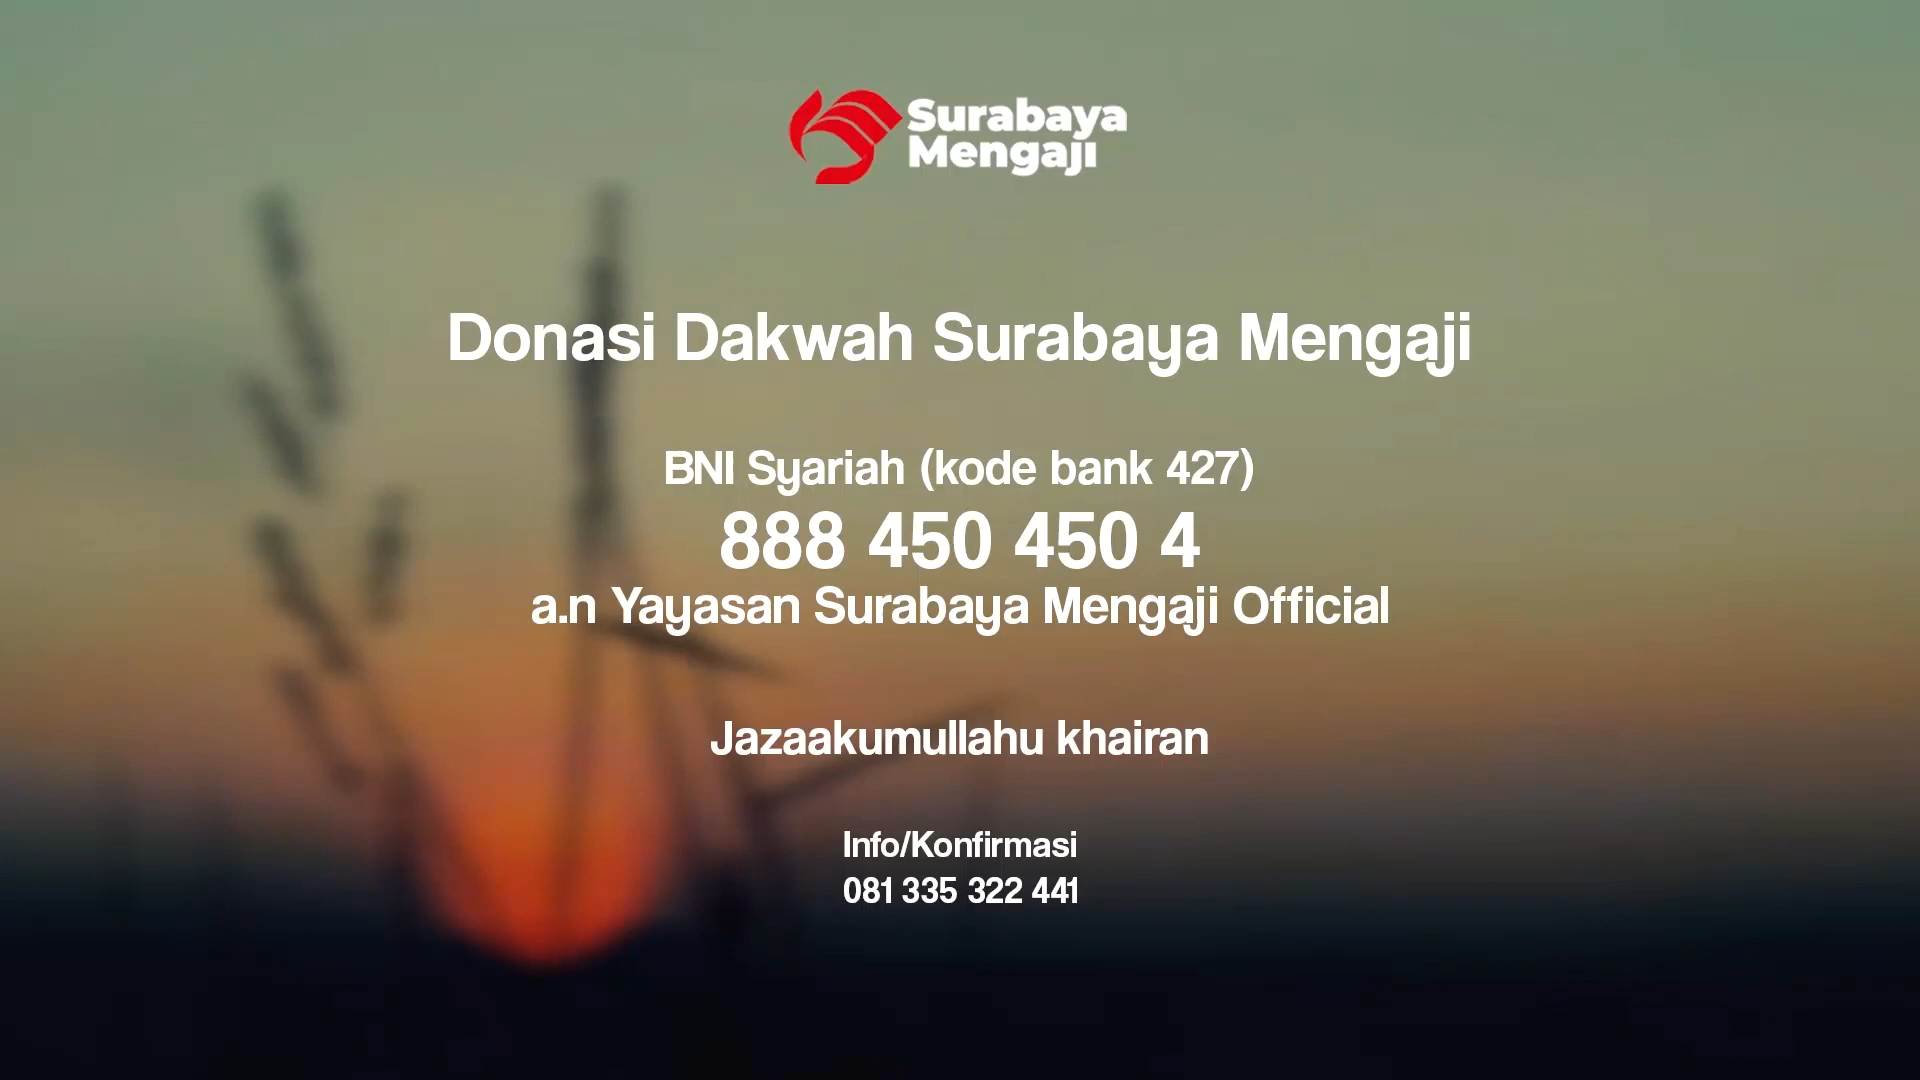 Surabaya
Mengaji
Donasi Dakwah Surabaya Mengaji
BNI Syariah (kode bank 427)
888 450 450 4
a.n Yayasan Surabaya Mengaji Official
Jazaakumullahu khairan
Info/Konfirmasi
081 335 322 441